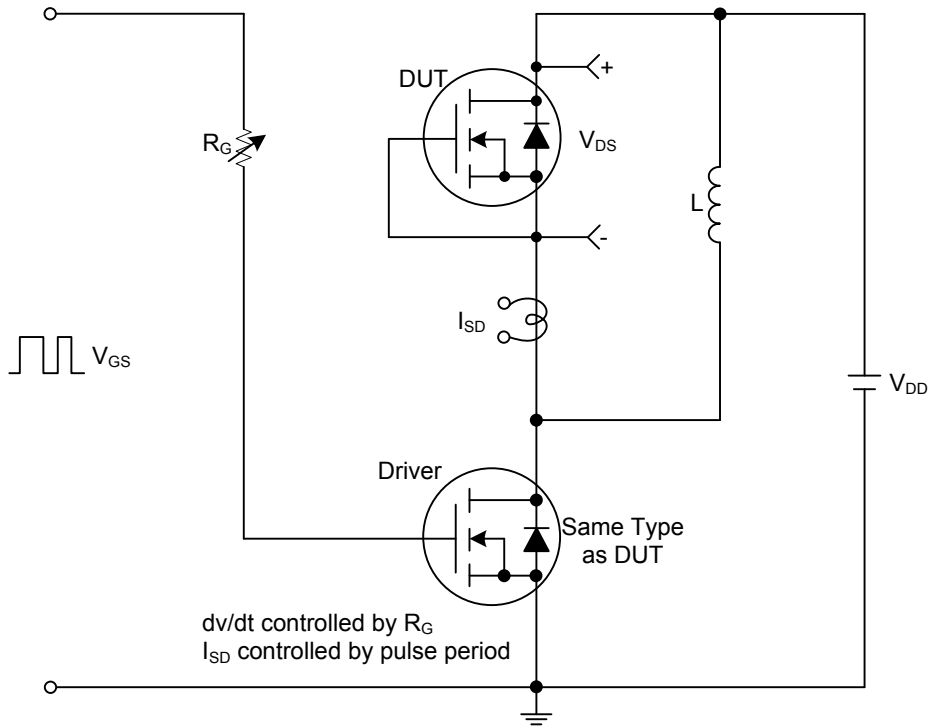 DUT
+
R_G
V_DS
L
-
I_SD
V_GS
V_DD
Driver
Same Type
as DUT
dv/dt controlled by R_G
I_SD controlled by pulse period